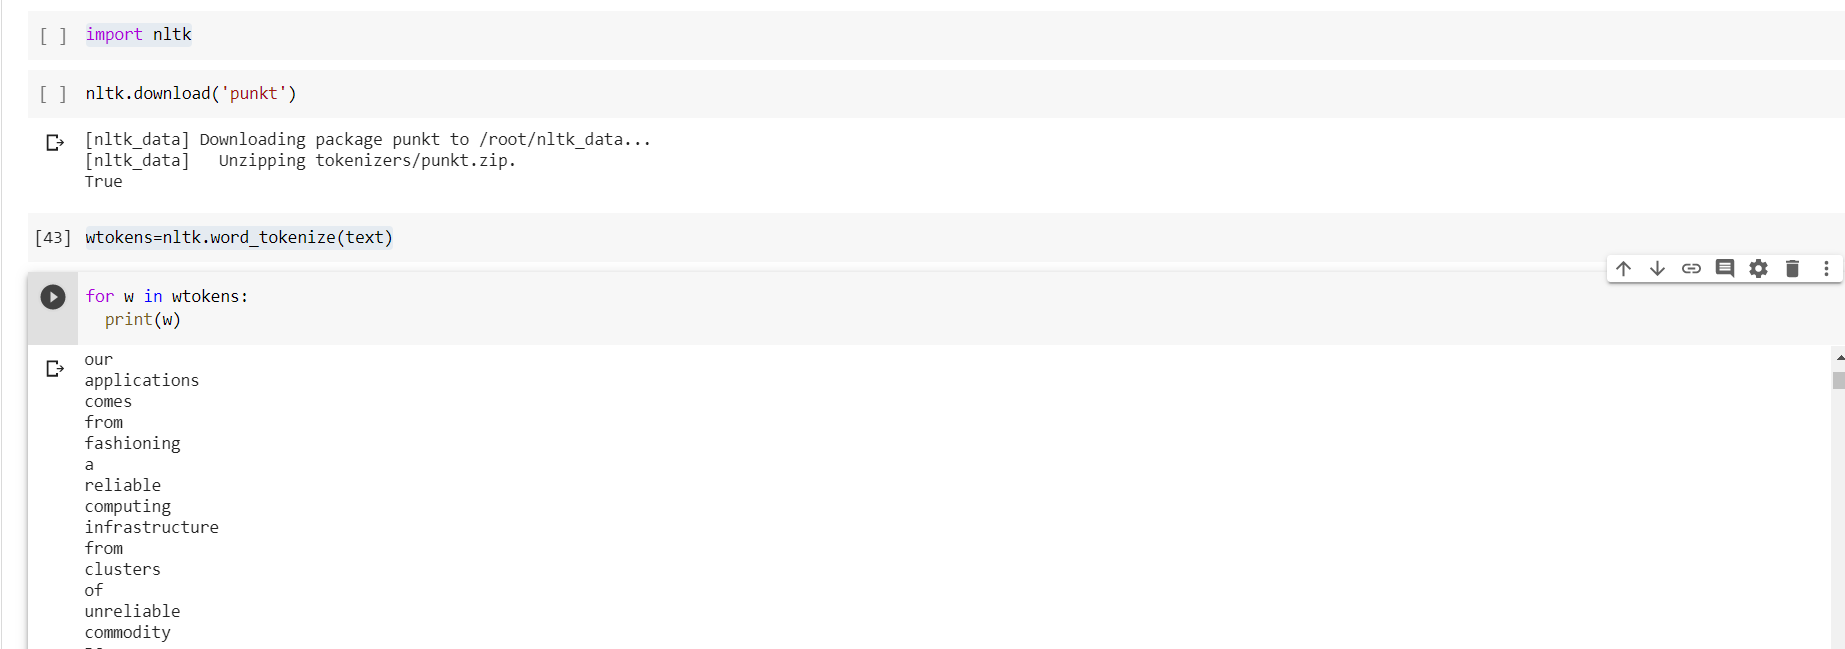 [ ] import nltk
[ ] nltk.download('punkt')
[nltk_data] Downloading package punkt to /root/nltk_data...
[nltk_data]   Unzipping tokenizers/punkt.zip.
True
[43] wtokens=nltk.word_tokenize(text)
for w in wtokens:
  print(w)
our
applications
comes
from
fashioning
a
reliable
computing
infrastructure
from
clusters
of
unreliable
commodity